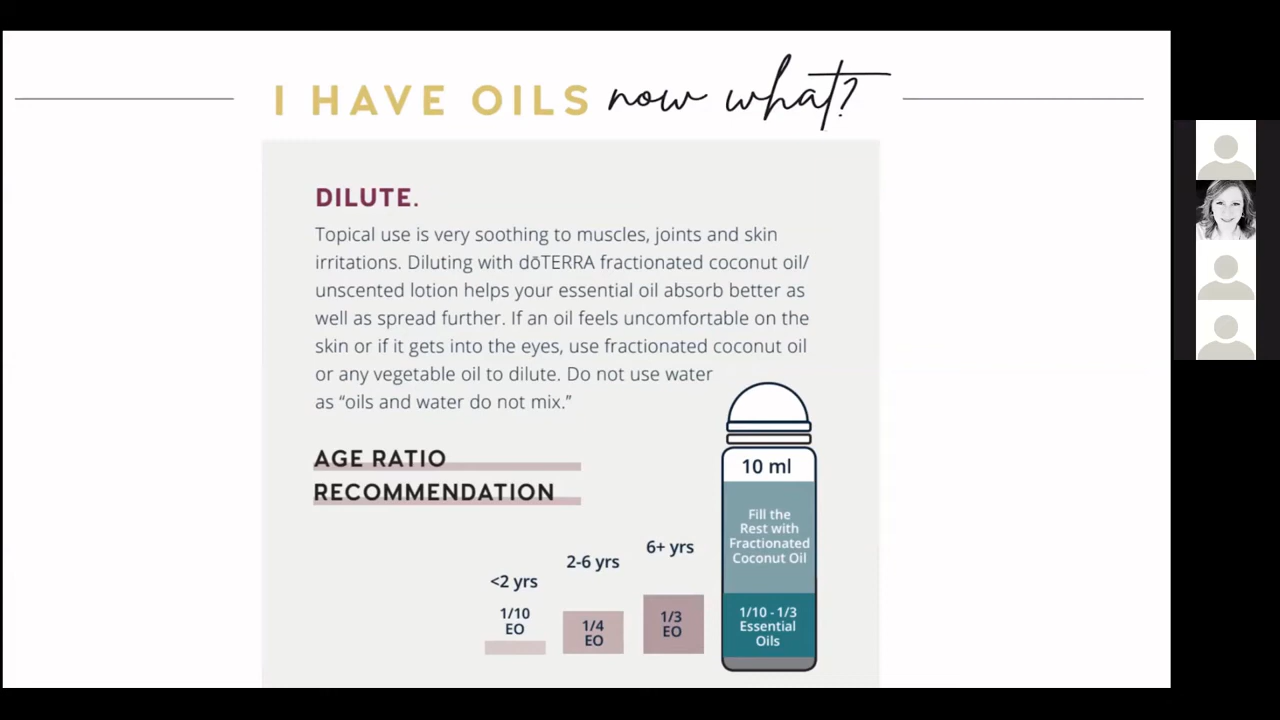 I HAVE OILS now what?
DILUTE.
Topical use is very soothing to muscles, joints and skin
irritations. Diluting with dōTERRA fractionated coconut oil/
unscented lotion helps your essential oil absorb better as
well as spread further. If an oil feels uncomfortable on the
skin or if it gets into the eyes, use fractionated coconut oil
or any vegetable oil to dilute. Do not use water
as “oils and water do not mix.”
AGE RATIO
RECOMMENDATION
<2 yrs
1/10
EO
2-6 yrs
1/4
EO
6+ yrs
1/3
EO
10 ml
Fill the
Rest with
Fractionated
Coconut Oil
1/10 - 1/3
Essential
Oils